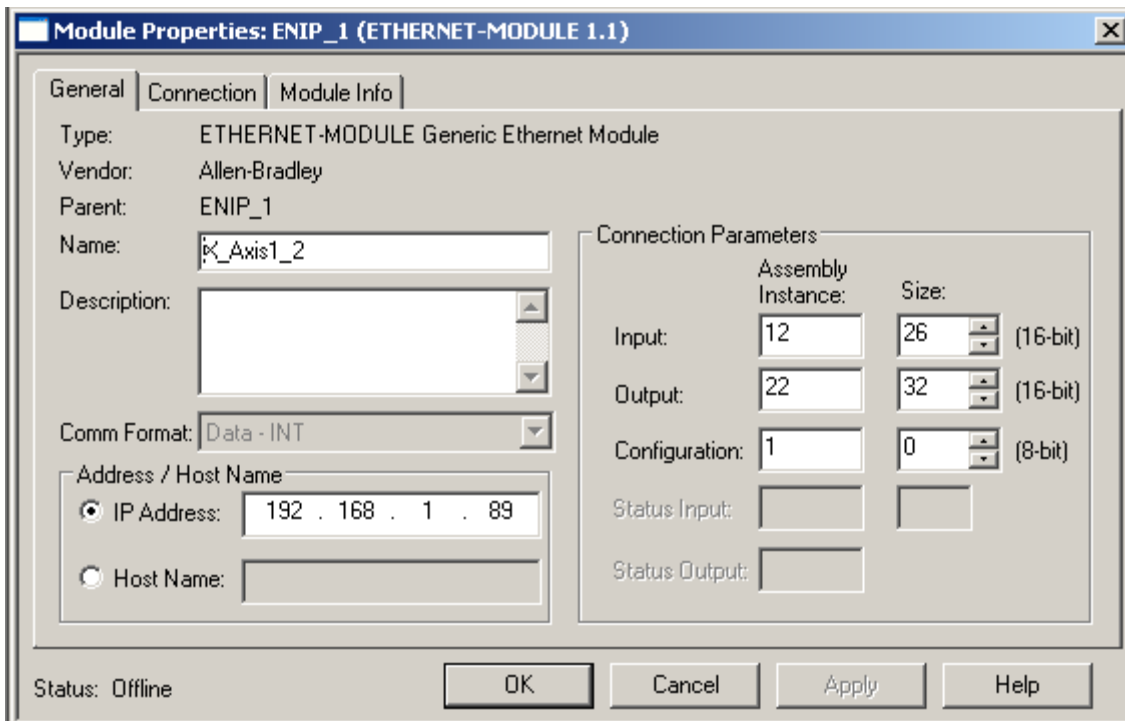 Module Properties: ENIP_1 (ETHERNET-MODULE 1.1)
General Connection Module Info
Type: ETHERNET-MODULE Generic Ethernet Module
Vendor: Allen-Bradley
Parent: ENIP_1
Name: K_Axis1_2
Description:
Comm Format: Data - INT
Address / Host Name
IP Address: 192 . 168 . 1 . 89
Host Name:
Connection Parameters
Assembly
Instance: Size:
Input: 12 26 (16-bit)
Output: 22 32 (16-bit)
Configuration: 1 0 (8-bit)
Status Input:
Status Output:
Status: Offline
OK Cancel Apply Help